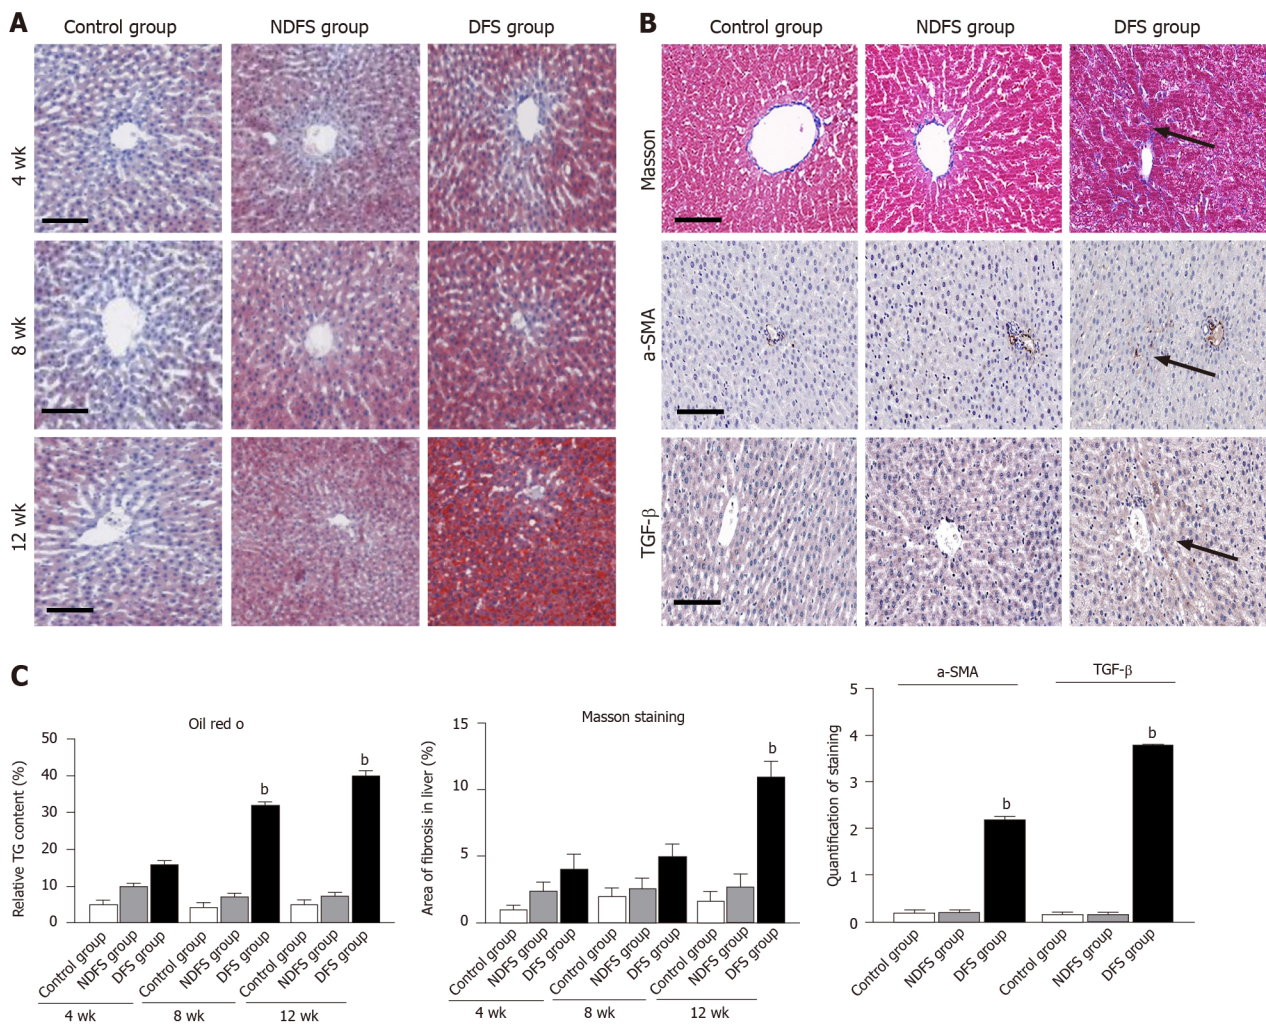 A
Control group
NDFS group
DFS group
4 wk
8 wk
12 wk
B
Control group
NDFS group
DFS group
Masson
a-SMA
TGF-β
C
Oil red o
Relative TG content (%)
50
40
30
20
10
0
b
b
Control group
NDFS group
DFS group
Control group
NDFS group
DFS group
Control group
NDFS group
DFS group
4 wk
8 wk
12 wk
Masson staining
Area of fibrosis in liver (%)
15
10
5
0
b
Control group
NDFS group
DFS group
Control group
NDFS group
DFS group
Control group
NDFS group
DFS group
4 wk
8 wk
12 wk
a-SMA
TGF-β
Quantification of staining
5
4
3
2
1
0
b
b
Control group
NDFS group
DFS group
Control group
NDFS group
DFS group